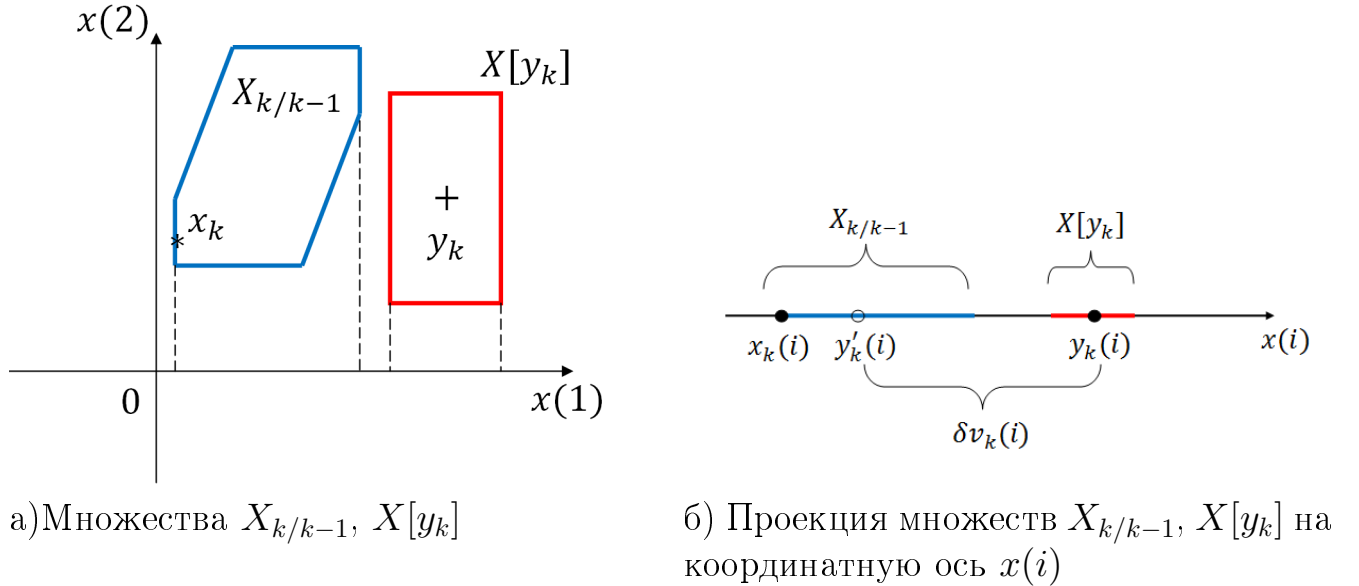 x(2)
X[y_k]
X_{k/k−1}
x_k
*
+
y_k
0
x(1)
X_{k/k−1}
X[y_k]
x_k(i)
y′_k(i)
y_k(i)
x(i)
δv_k(i)
а)Множества X_{k/k−1}, X[y_k]
б) Проекция множеств X_{k/k−1}, X[y_k] на
координатную ось x(i)